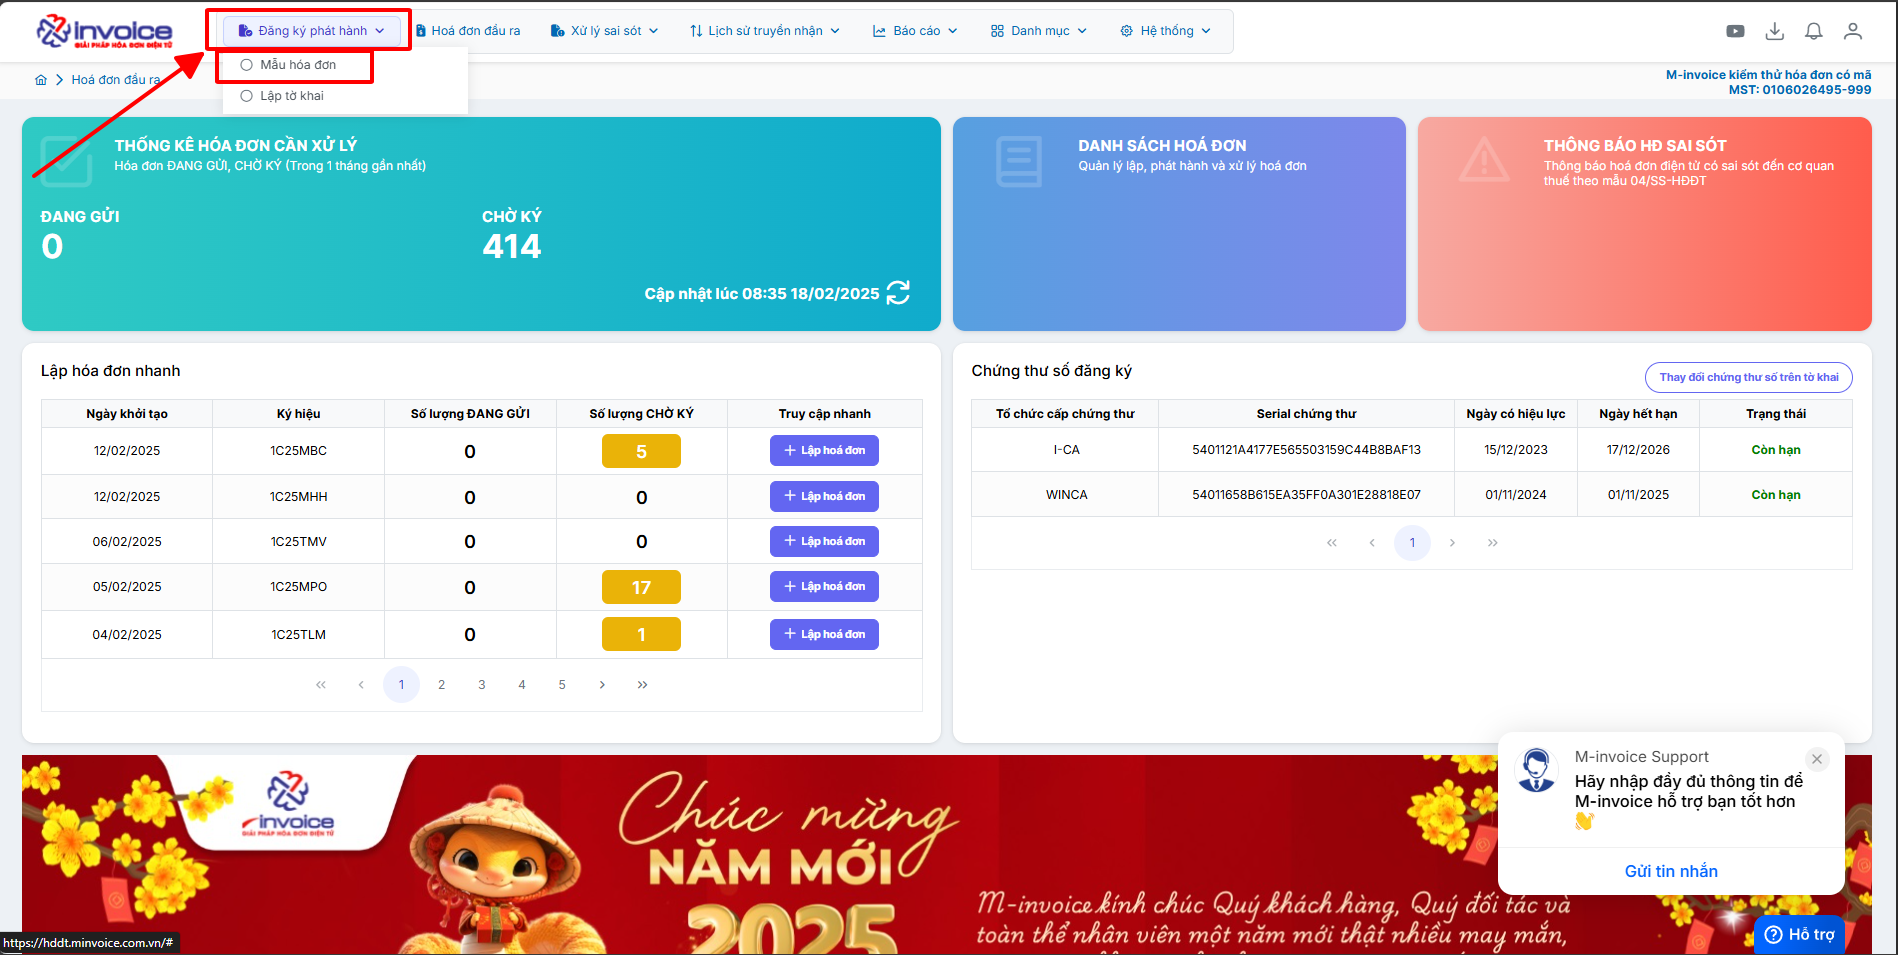 invoice
GIẢI PHÁP HÓA ĐƠN ĐIỆN TỬ
Đăng ký phát hành
Hoá đơn đầu ra
Xử lý sai sót
Lịch sử truyền nhận
Báo cáo
Danh mục
Hệ thống
Mẫu hóa đơn
Lập tờ khai
Hoá đơn đầu ra
M-invoice kiểm thử hóa đơn có mã
MST: 0106026495-999
THỐNG KÊ HÓA ĐƠN CẦN XỬ LÝ
Hóa đơn ĐANG GỬI, CHỜ KÝ (Trong 1 tháng gần nhất)
ĐANG GỬI
0
CHỜ KÝ
414
Cập nhật lúc 08:35 18/02/2025
DANH SÁCH HOÁ ĐƠN
Quản lý lập, phát hành và xử lý hoá đơn
THÔNG BÁO HĐ SAI SÓT
Thông báo hoá đơn điện tử có sai sót đến cơ quan
thuế theo mẫu 04/SS-HĐĐT
Lập hóa đơn nhanh
Ngày khởi tạo Ký hiệu Số lượng ĐANG GỬI Số lượng CHỜ KÝ Truy cập nhanh
12/02/2025 1C25MBC 0 5 + Lập hoá đơn
12/02/2025 1C25MHH 0 0 + Lập hoá đơn
06/02/2025 1C25TMV 0 0 + Lập hoá đơn
05/02/2025 1C25MPO 0 17 + Lập hoá đơn
04/02/2025 1C25TLM 0 1 + Lập hoá đơn
« ‹ 1 2 3 4 5 › »
Chứng thư số đăng ký
Thay đổi chứng thư số trên tờ khai
Tổ chức cấp chứng thư Serial chứng thư Ngày có hiệu lực Ngày hết hạn Trạng thái
I-CA 5401121A4177E565503159C44B8BAF13 15/12/2023 17/12/2026 Còn hạn
WINCA 54011658B615EA35FF0A301E28818E07 01/11/2024 01/11/2025 Còn hạn
« ‹ 1 › »
invoice
GIẢI PHÁP HÓA ĐƠN ĐIỆN TỬ
Chúc mừng
NĂM MỚI
2025
M-invoice kính chúc Quý khách hàng, Quý đối tác và
toàn thể nhân viên một năm mới thật nhiều may mắn,
M-invoice Support
Hãy nhập đầy đủ thông tin để
M-invoice hỗ trợ bạn tốt hơn
👋
Gửi tin nhắn
Hỗ trợ
https://hddt.minvoice.com.vn/#